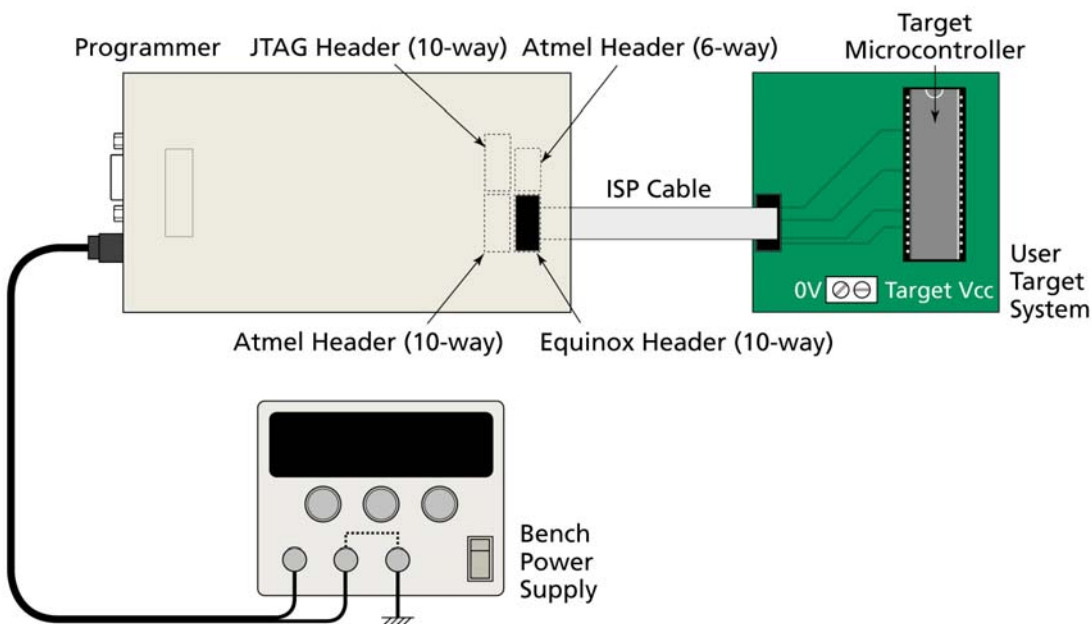 Target
Microcontroller
Programmer
JTAG Header (10-way)
Atmel Header (6-way)
ISP Cable
User
Target
System
0V
Target Vcc
Atmel Header (10-way)
Equinox Header (10-way)
Bench
Power
Supply